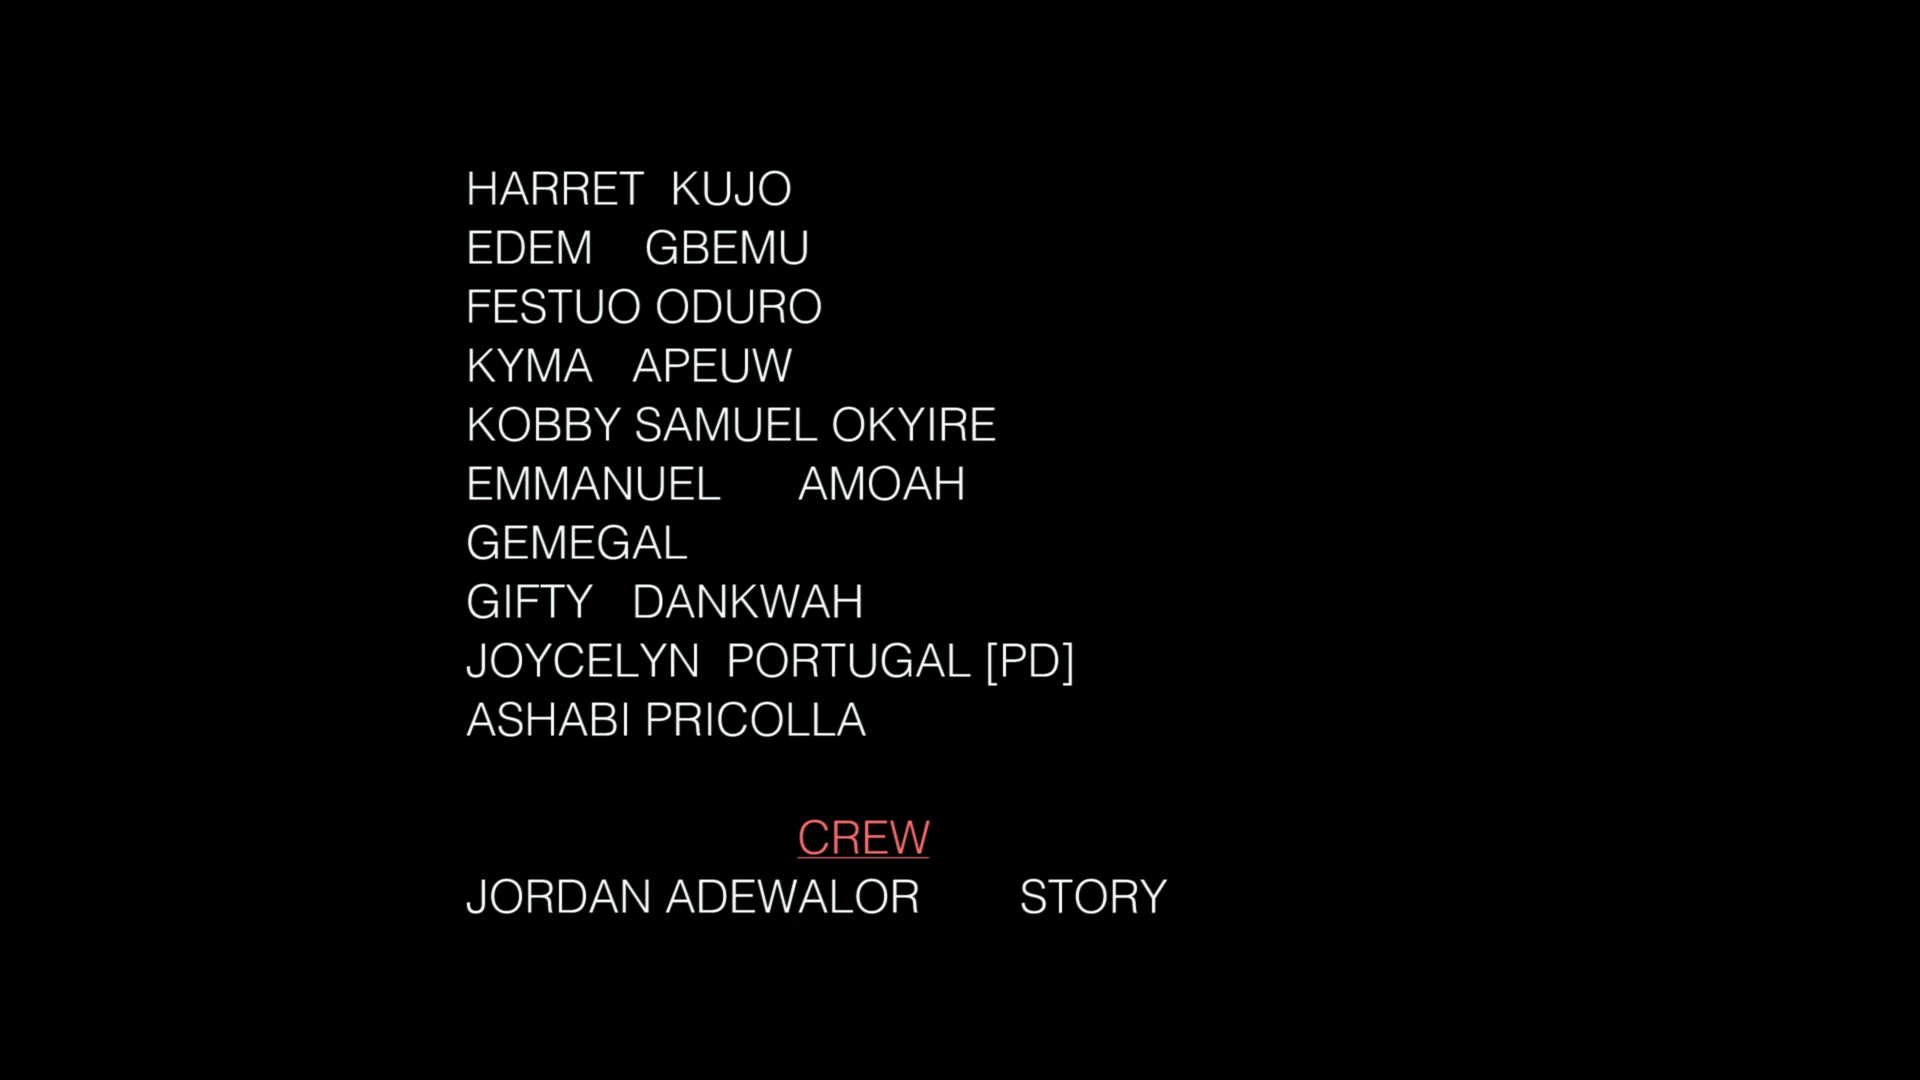 HARRET KUJO
EDEM GBEMU
FESTUO ODURO
KYMA APEUW
KOBBY SAMUEL OKYIRE
EMMANUEL AMOAH
GEMEGAL
GIFTY DANKWAH
JOYCELYN PORTUGAL [PD]
ASHABI PRICOLLA
CREW
JORDAN ADEWALOR STORY